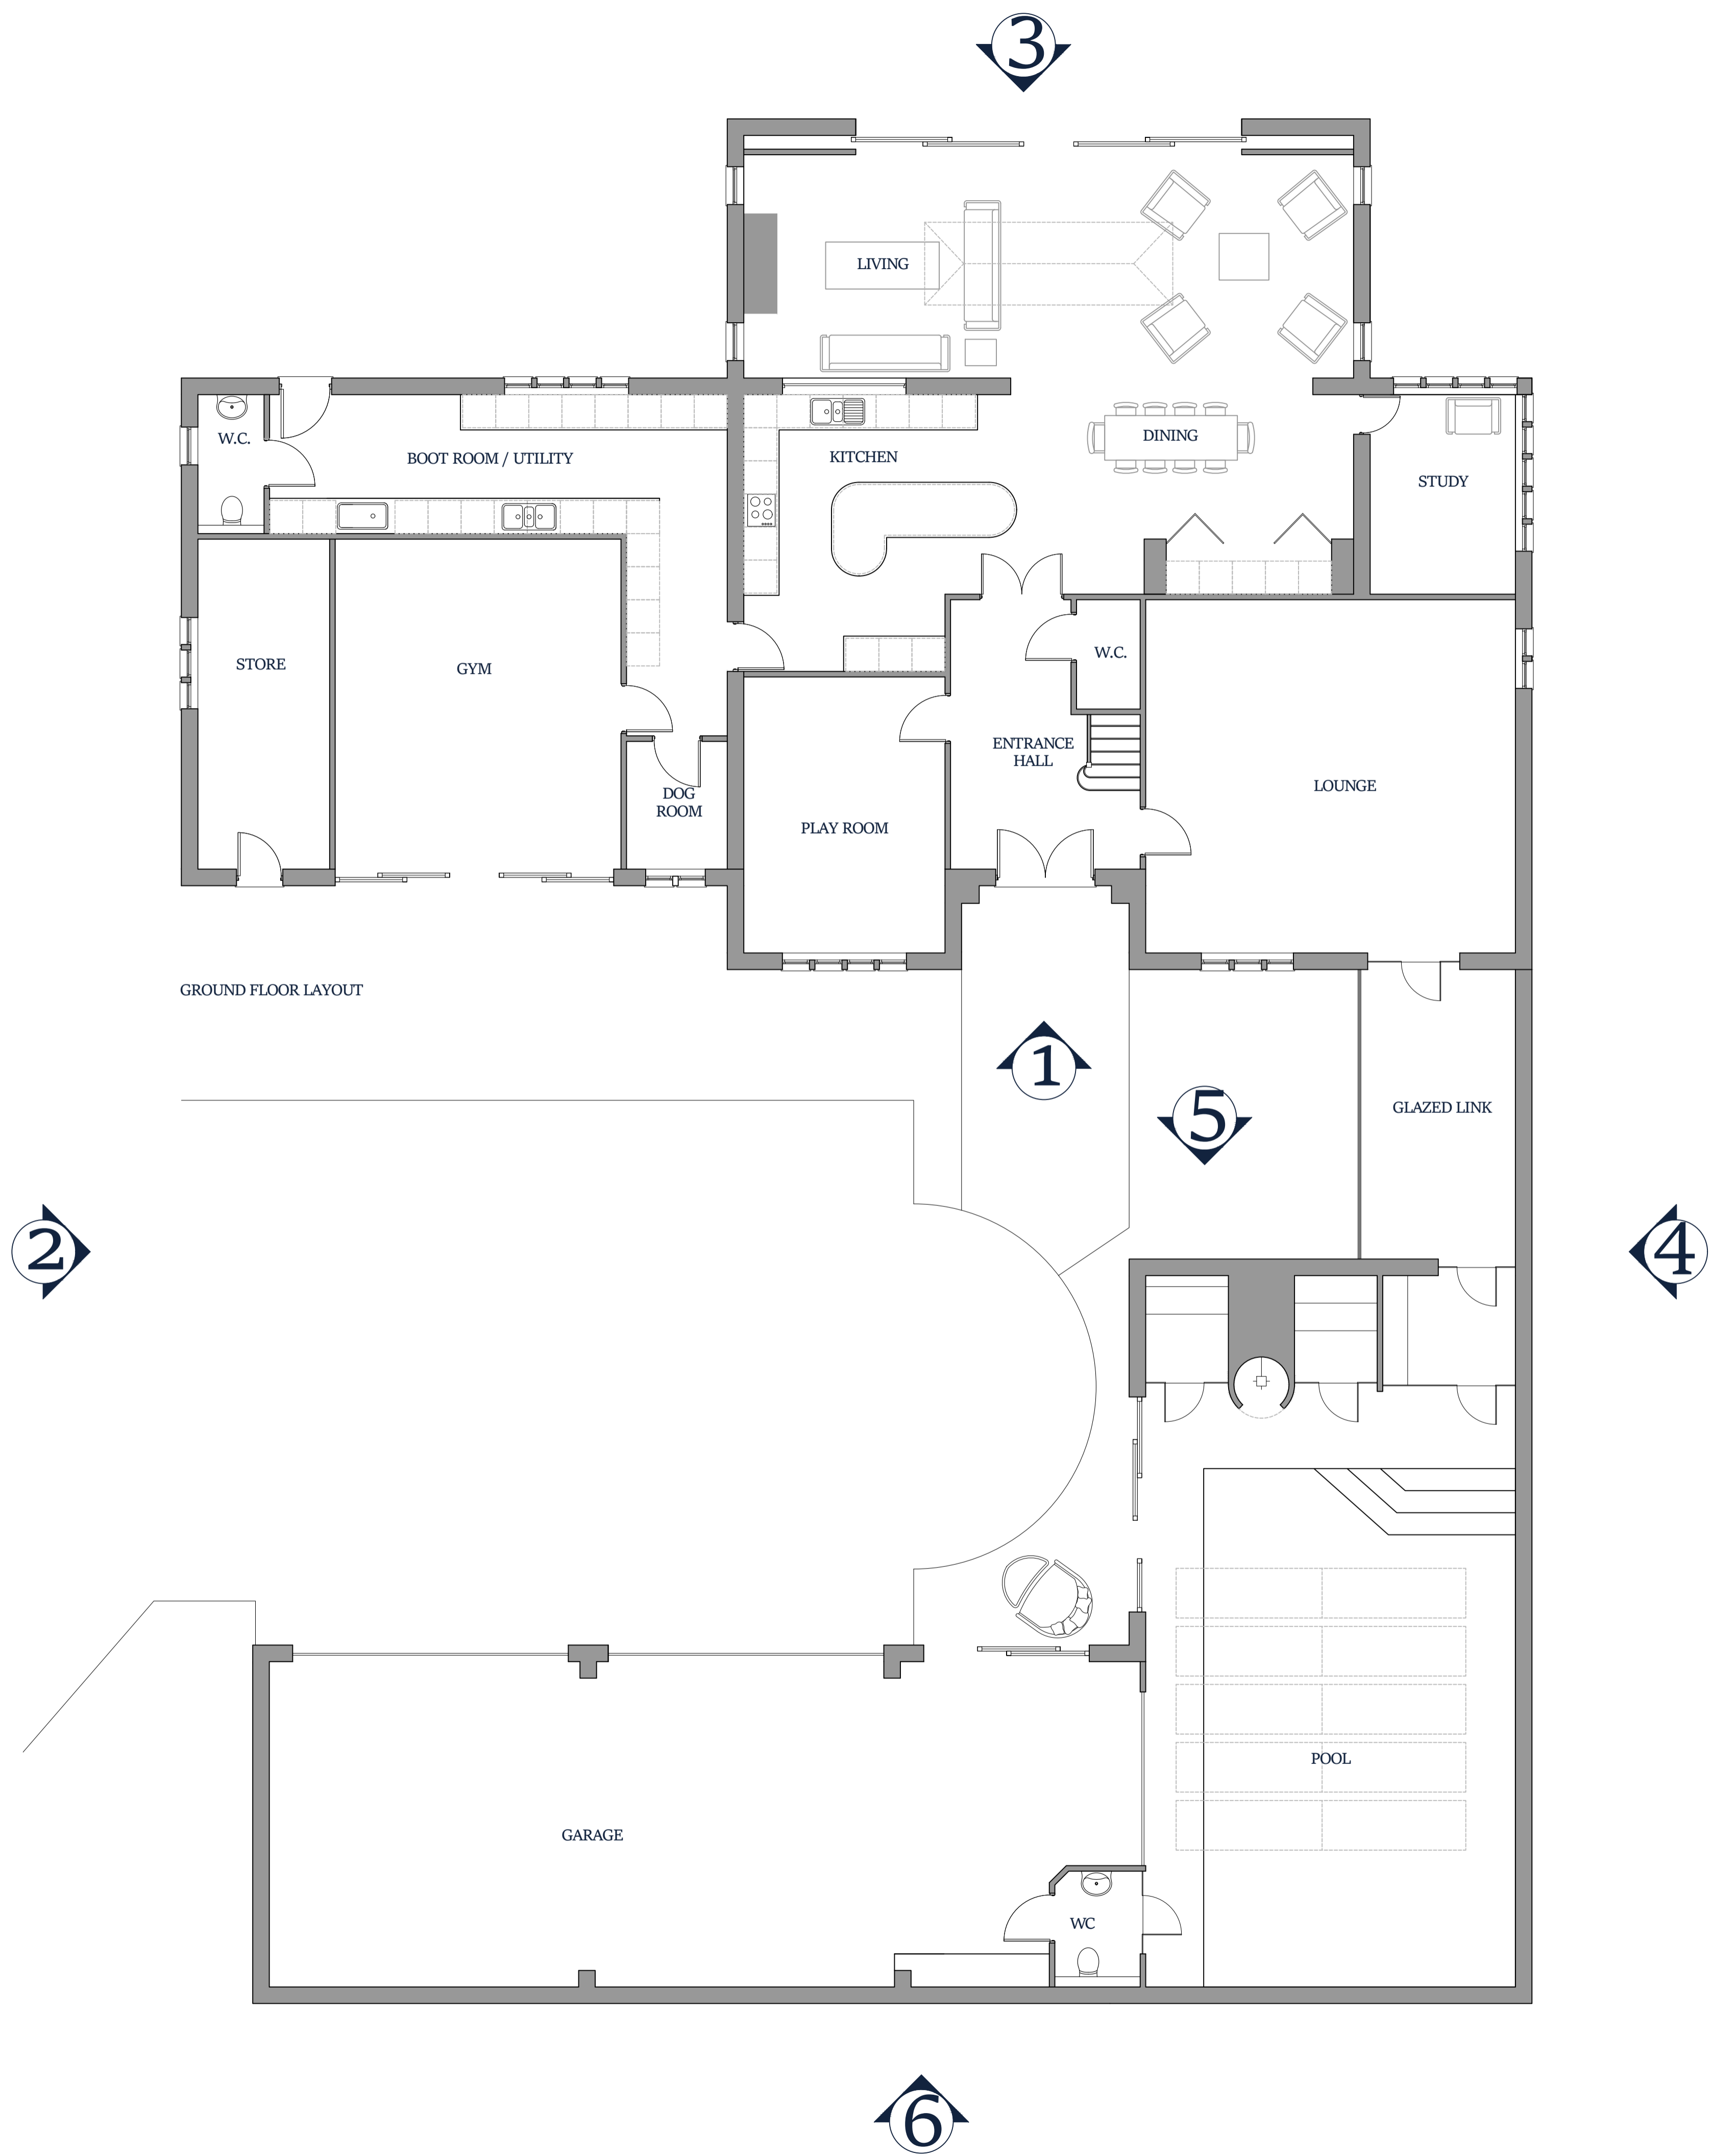 3
LIVING
W.C.
BOOT ROOM / UTILITY
KITCHEN
DINING
STUDY
STORE
GYM
W.C.
ENTRANCE
HALL
DOG
ROOM
PLAY ROOM
LOUNGE
GROUND FLOOR LAYOUT
1
5
GLAZED LINK
2
4
POOL
GARAGE
WC
6